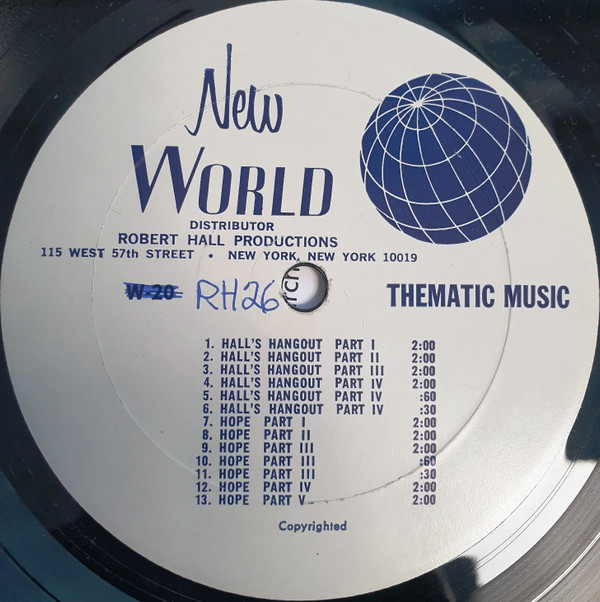 New
WORLD
DISTRIBUTOR
ROBERT HALL PRODUCTIONS
115 WEST 57th STREET • NEW YORK, NEW YORK 10019
W-20 RH26 rch THEMATIC MUSIC
1. HALL'S HANGOUT PART I 2:00
2. HALL'S HANGOUT PART II 2:00
3. HALL'S HANGOUT PART III 2:00
4. HALL'S HANGOUT PART IV 2:00
5. HALL'S HANGOUT PART IV :60
6. HALL'S HANGOUT PART IV :30
7. HOPE PART I 2:00
8. HOPE PART II 2:00
9. HOPE PART III 2:00
10. HOPE PART III :60
11. HOPE PART III :30
12. HOPE PART IV 2:00
13. HOPE PART V 2:00
Copyrighted